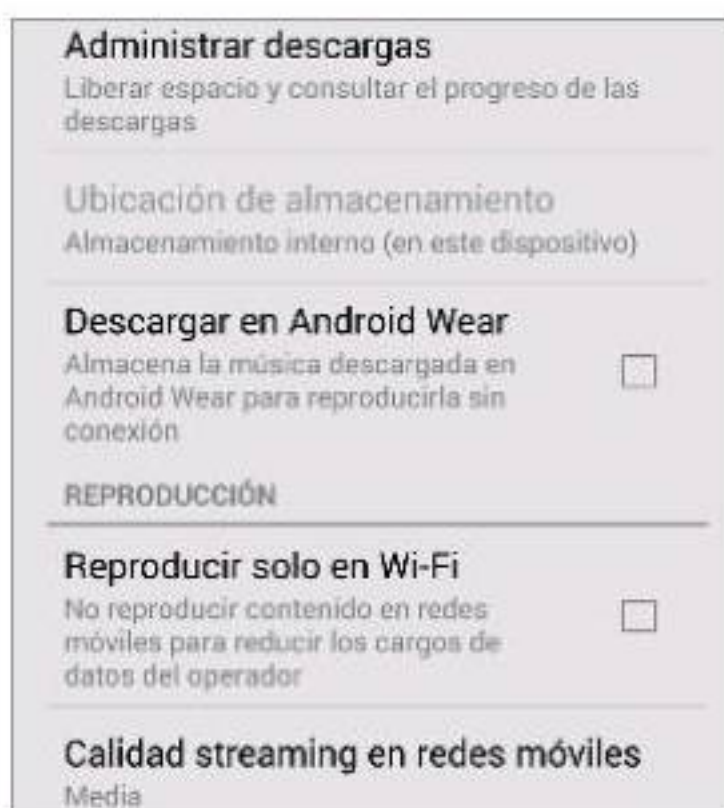 Administrar descargas
Liberar espacio y consultar el progreso de las
descargas
Ubicación de almacenamiento
Almacenamiento interno (en este dispositivo)
Descargar en Android Wear
Almacena la música descargada en
Android Wear para reproducirla sin
conexión
REPRODUCCIÓN
Reproducir solo en Wi-Fi
No reproducir contenido en redes
móviles para reducir los cargos de
datos del operador
Calidad streaming en redes móviles
Media